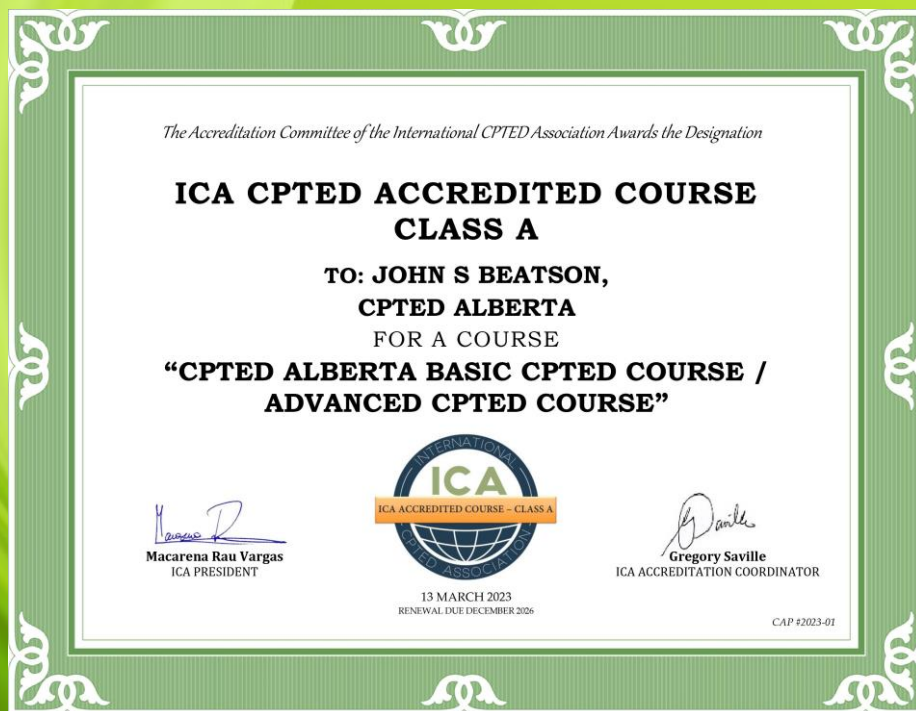 The Accreditation Committee of the International CPTED Association Awards the Designation
ICA CPTED ACCREDITED COURSE
CLASS A
TO: JOHN S BEATSON,
CPTED ALBERTA
FOR A COURSE
“CPTED ALBERTA BASIC CPTED COURSE /
ADVANCED CPTED COURSE”
INTERNATIONAL
ICA
ICA ACCREDITED COURSE – CLASS A
CPTED ASSOCIATION
Macarena Rau Vargas
ICA PRESIDENT
Gregory Saville
ICA ACCREDITATION COORDINATOR
13 MARCH 2023
RENEWAL DUE DECEMBER 2026
CAP #2023-01